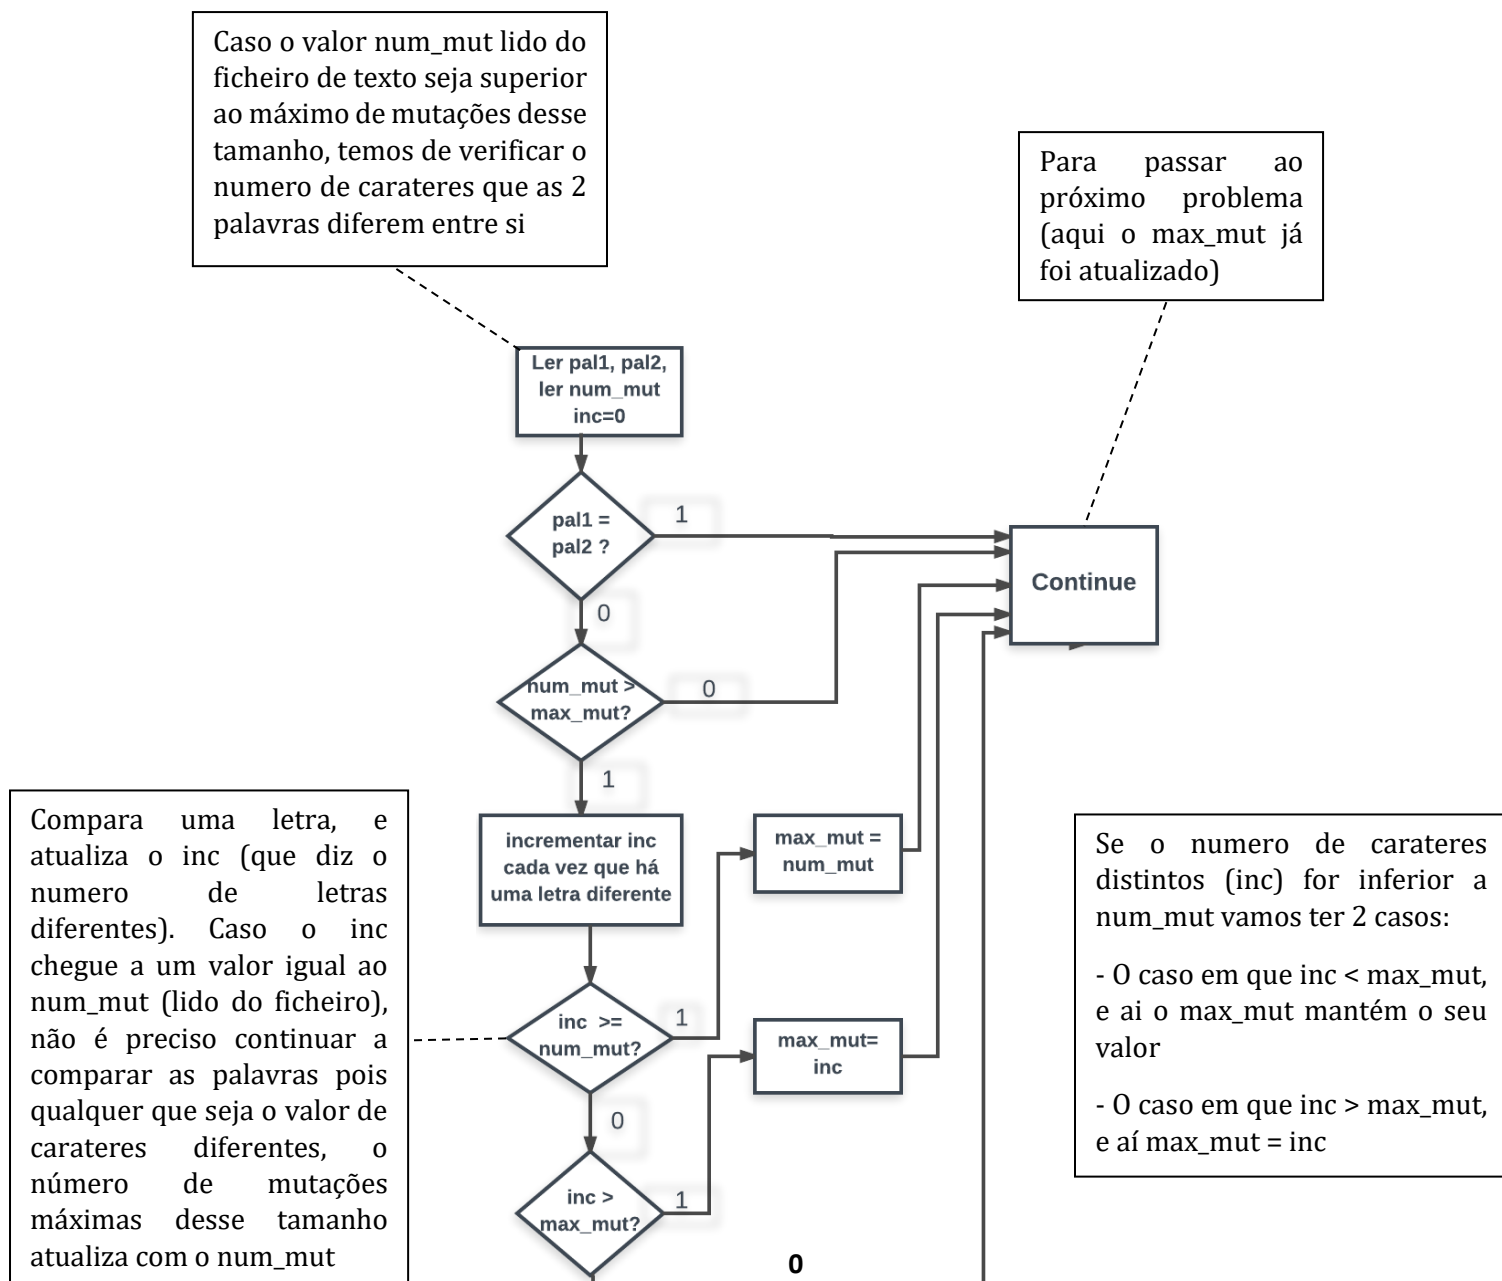 Caso o valor num_mut lido do
ficheiro de texto seja superior
ao máximo de mutações desse
tamanho, temos de verificar o
numero de carateres que as 2
palavras diferem entre si
Para passar ao
próximo problema
(aqui o max_mut já
foi atualizado)
Ler pal1, pal2,
ler num_mut
inc=0
pal1 =
pal2 ?
1
Continue
0
num_mut >
max_mut?
0
1
incrementar inc
cada vez que há
uma letra diferente
max_mut =
num_mut
Compara uma letra, e
atualiza o inc (que diz o
numero de letras
diferentes). Caso o inc
chegue a um valor igual ao
num_mut (lido do ficheiro),
não é preciso continuar a
comparar as palavras pois
qualquer que seja o valor de
carateres diferentes, o
número de mutações
máximas desse tamanho
atualiza com o num_mut
inc >=
num_mut?
1
max_mut=
inc
0
inc >
max_mut?
1
0
Se o numero de carateres
distintos (inc) for inferior a
num_mut vamos ter 2 casos:
- O caso em que inc < max_mut,
e ai o max_mut mantém o seu
valor
- O caso em que inc > max_mut,
e aí max_mut = inc